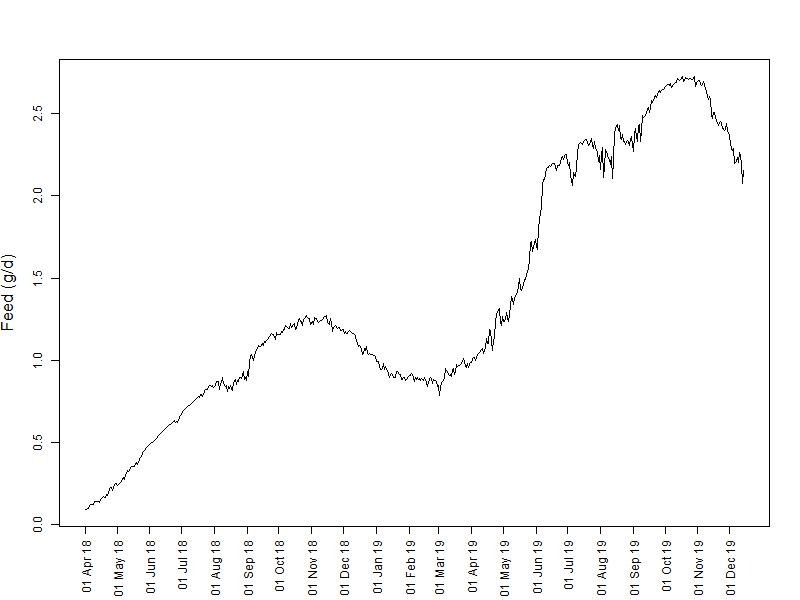 Feed (g/d)
2.5
2.0
1.5
1.0
0.5
0.0
01 Apr 18
01 May 18
01 Jun 18
01 Jul 18
01 Aug 18
01 Sep 18
01 Oct 18
01 Nov 18
01 Dec 18
01 Jan 19
01 Feb 19
01 Mar 19
01 Apr 19
01 May 19
01 Jun 19
01 Jul 19
01 Aug 19
01 Sep 19
01 Oct 19
01 Nov 19
01 Dec 19